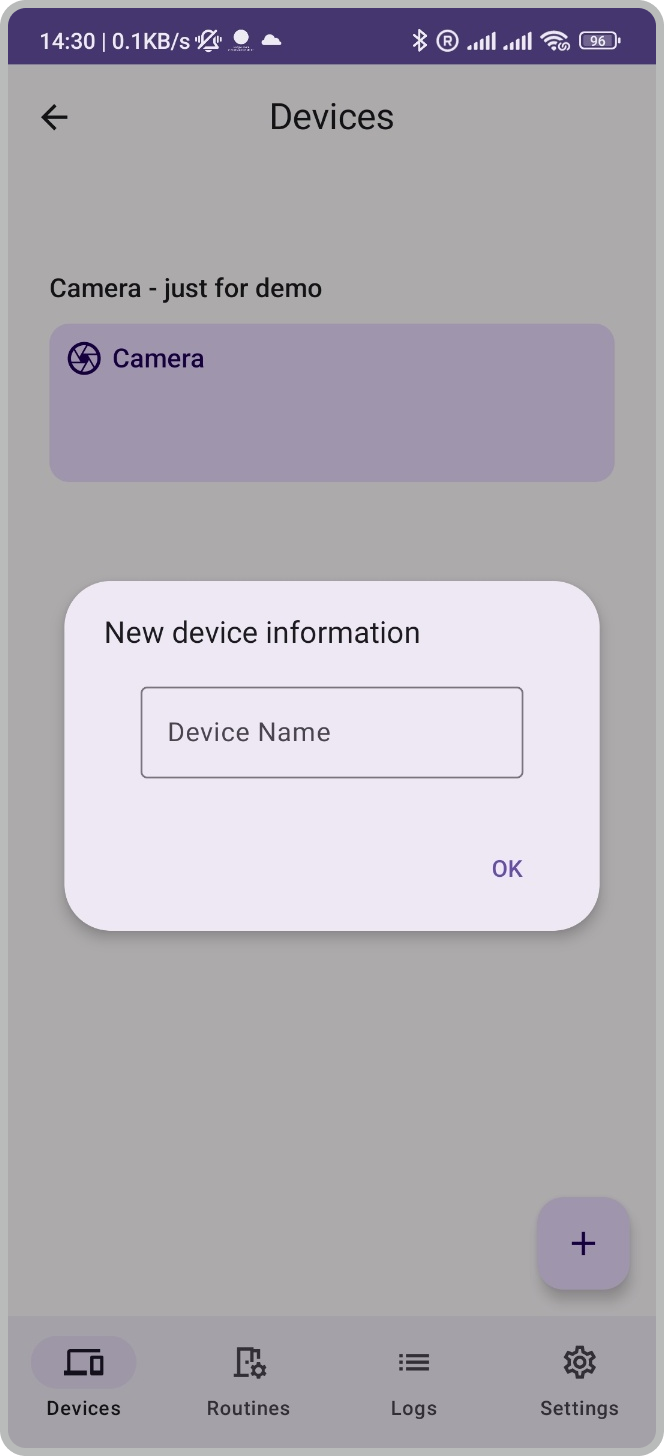 14:30 | 0.1KB/s
R
96
Devices
Camera - just for demo
Camera
New device information
Device Name
OK
Devices
Routines
Logs
Settings